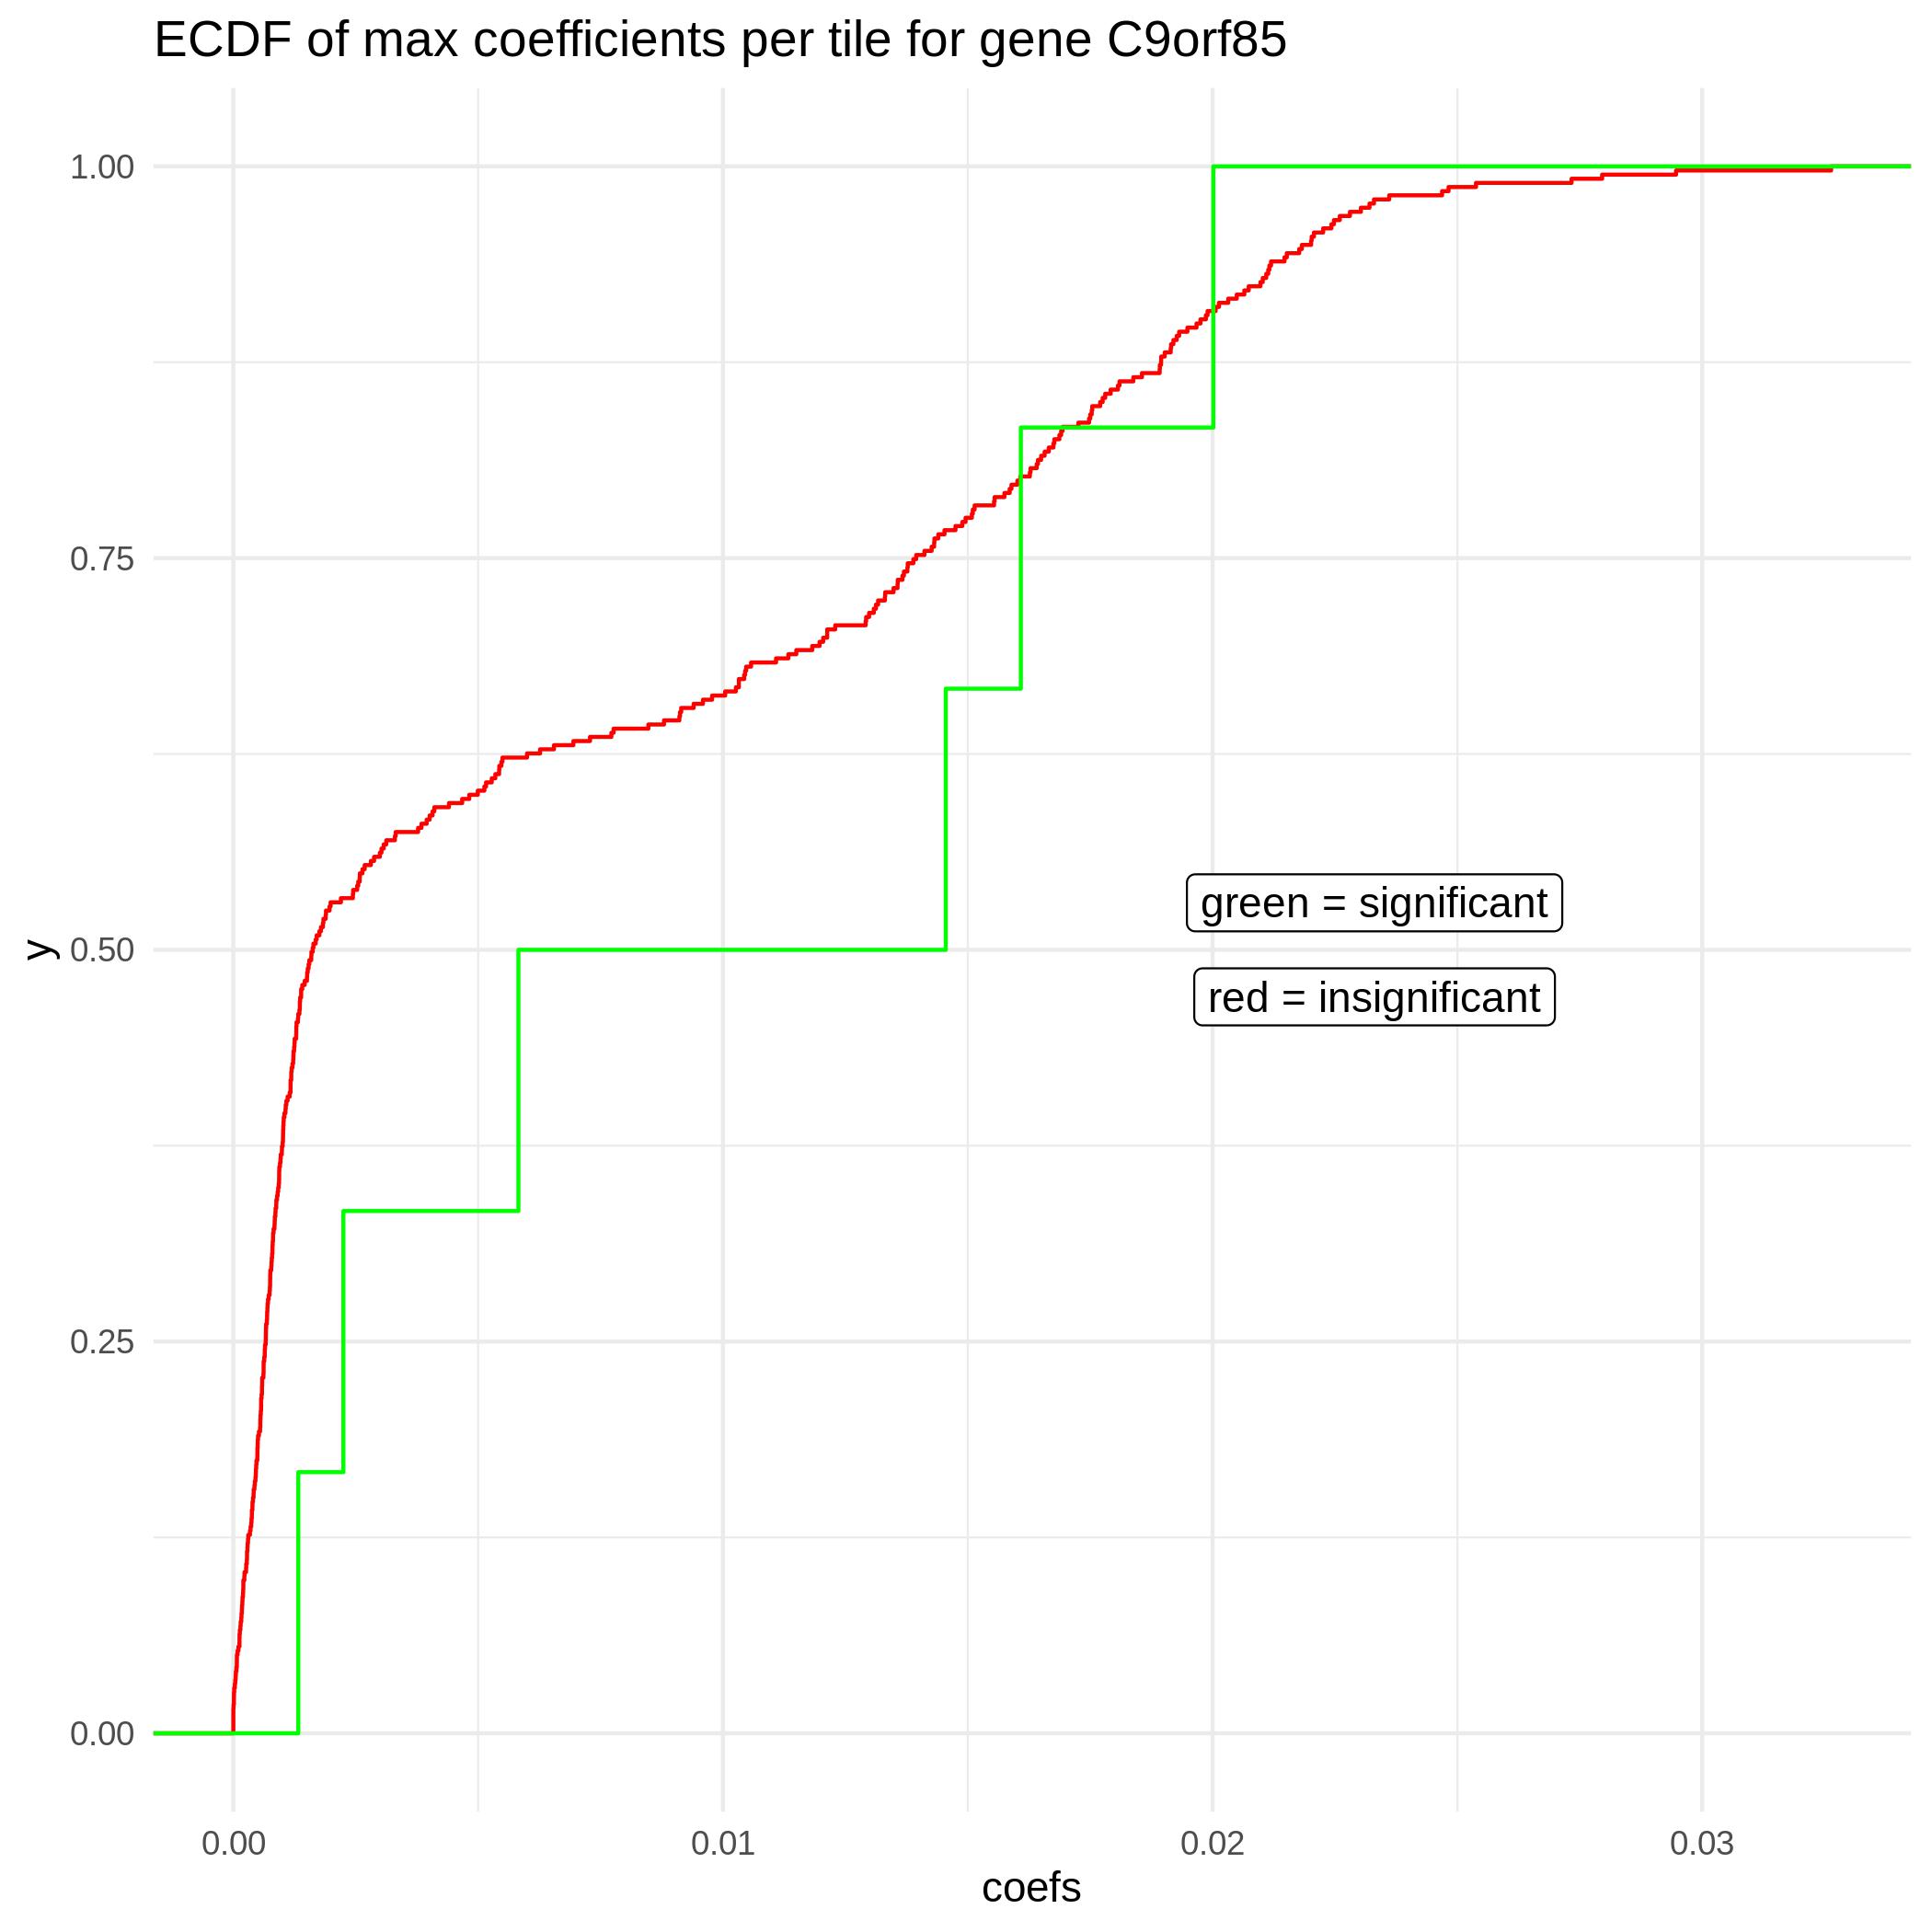 ECDF of max coefficients per tile for gene C9orf85
1.00
0.75
0.50
0.25
0.00
y
green = significant
red = insignificant
0.00 0.01 0.02 0.03
coefs